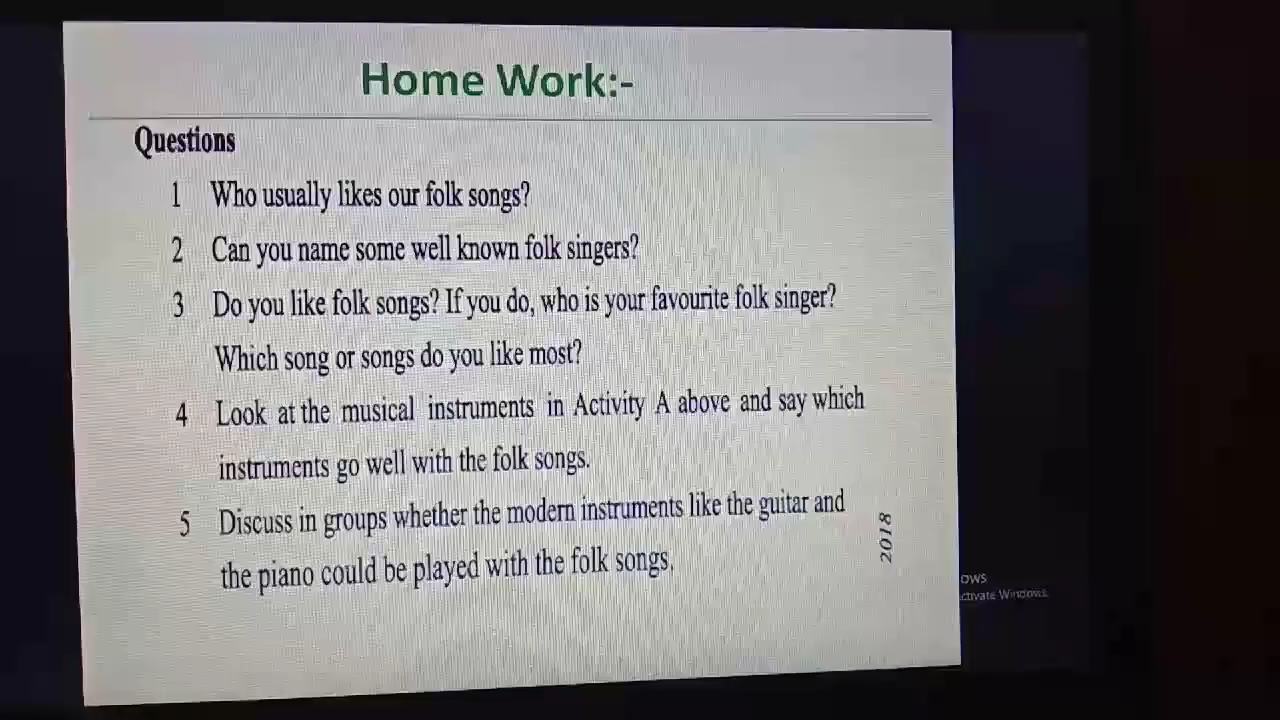 Home Work:-
Questions
1 Who usually likes our folk songs?
2 Can you name some well known folk singers?
3 Do you like folk songs? If you do, who is your favourite folk singer?
Which song or songs do you like most?
4 Look at the musical instruments in Activity A above and say which
instruments go well with the folk songs.
5 Discuss in groups whether the modern instruments like the guitar and
the piano could be played with the folk songs.
2018
ows
ctivate Windows.